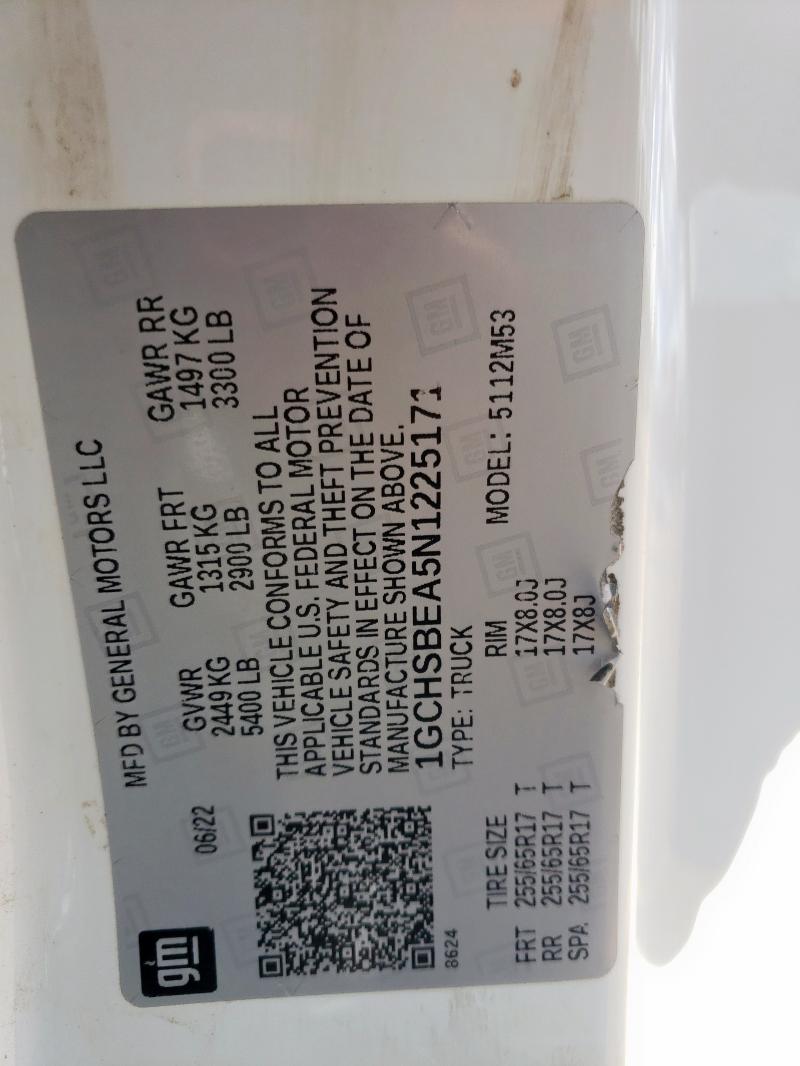 gm
MFD BY GENERAL MOTORS LLC
06/22
GVWR GAWR FRT GAWR RR
2449 KG 1315 KG 1497 KG
5400 LB 2900 LB 3300 LB
THIS VEHICLE CONFORMS TO ALL
APPLICABLE U.S. FEDERAL MOTOR
VEHICLE SAFETY AND THEFT PREVENTION
STANDARDS IN EFFECT ON THE DATE OF
MANUFACTURE SHOWN ABOVE.
1GCHSBEA5N1225171
8624
TYPE: TRUCK MODEL: 5112M53
TIRE SIZE RIM
FRT 255/65R17 T 17X8.0J
RR 255/65R17 T 17X8.0J
SPA 255/65R17 T 17X8J